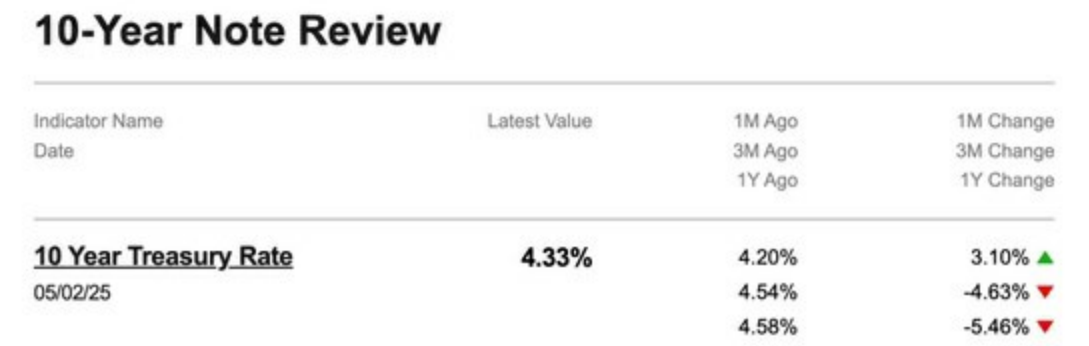 10-Year Note Review
Indicator Name Latest Value 1M Ago 1M Change
Date 3M Ago 3M Change
1Y Ago 1Y Change
10 Year Treasury Rate 4.33% 4.20% 3.10% ▲
05/02/25 4.54% -4.63% ▼
4.58% -5.46% ▼